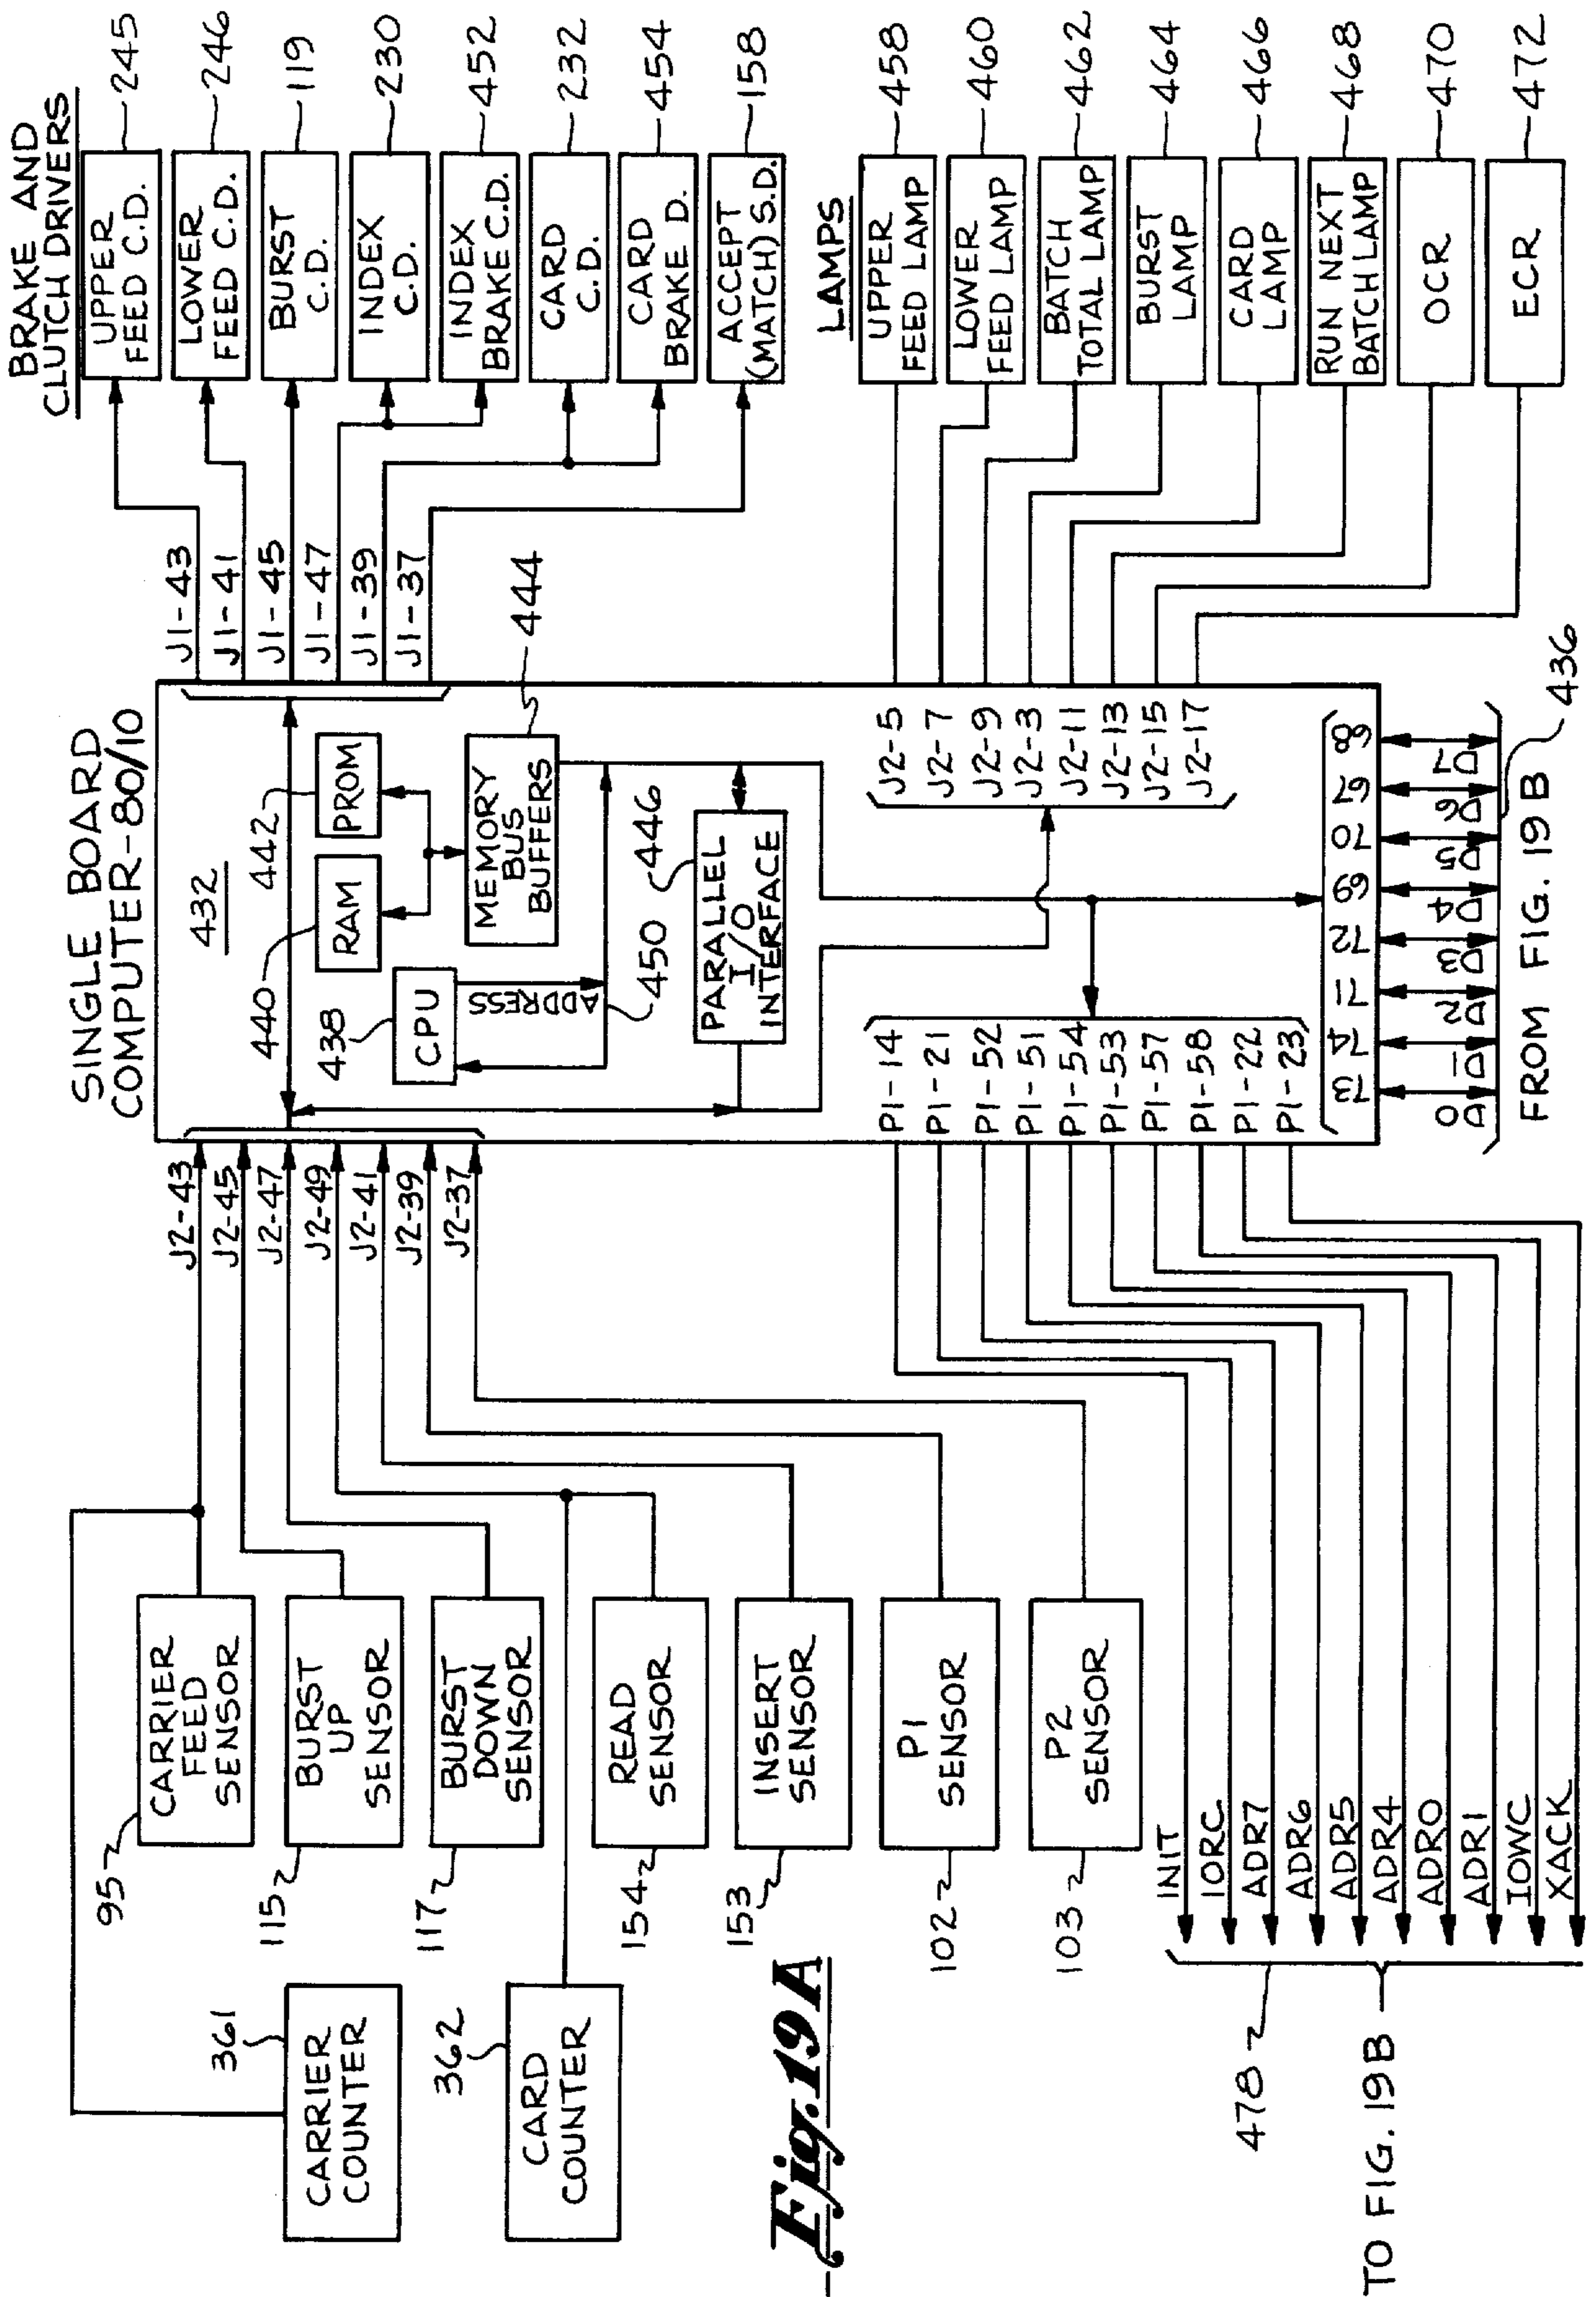 BRAKE AND
CLUTCH DRIVERS
UPPER
FEED C.D.
245
LOWER
FEED C.D.
246
BURST
C.D.
119
INDEX
C.D.
230
INDEX
BRAKE C.D.
452
CARD
C.D.
232
CARD
BRAKE D.
454
ACCEPT
(MATCH) S.D.
158
LAMPS
UPPER
FEED LAMP
458
LOWER
FEED LAMP
460
BATCH
TOTAL LAMP
462
BURST
LAMP
464
CARD
LAMP
466
RUN NEXT
BATCH LAMP
468
OCR
470
ECR
472
J1-43
J1-41
J1-45
J1-47
J1-39
J1-37
SINGLE BOARD
COMPUTER-80/10
432
440
442
444
RAM
PROM
438
CPU
ADDRESS
MEMORY
BUS
BUFFERS
450
446
PARALLEL
I/O
INTERFACE
J2-5
J2-7
J2-9
J2-3
J2-11
J2-13
J2-15
J2-17
P1-14
P1-21
P1-52
P1-51
P1-54
P1-53
P1-57
P1-58
P1-22
P1-23
73
74
71
72
69
70
67
68
D0
D1
D2
D3
D4
D5
D6
D7
FROM FIG. 19B
436
J2-43
J2-45
J2-47
J2-49
J2-41
J2-39
J2-37
95
CARRIER
FEED
SENSOR
115
BURST
UP
SENSOR
117
BURST
DOWN
SENSOR
154
READ
SENSOR
153
INSERT
SENSOR
102
P1
SENSOR
103
P2
SENSOR
361
CARRIER
COUNTER
362
CARD
COUNTER
INIT
IORC
ADR7
ADR6
ADR5
ADR4
ADR0
ADR1
IOWC
XACK
478
TO FIG. 19B
Fig. 19A